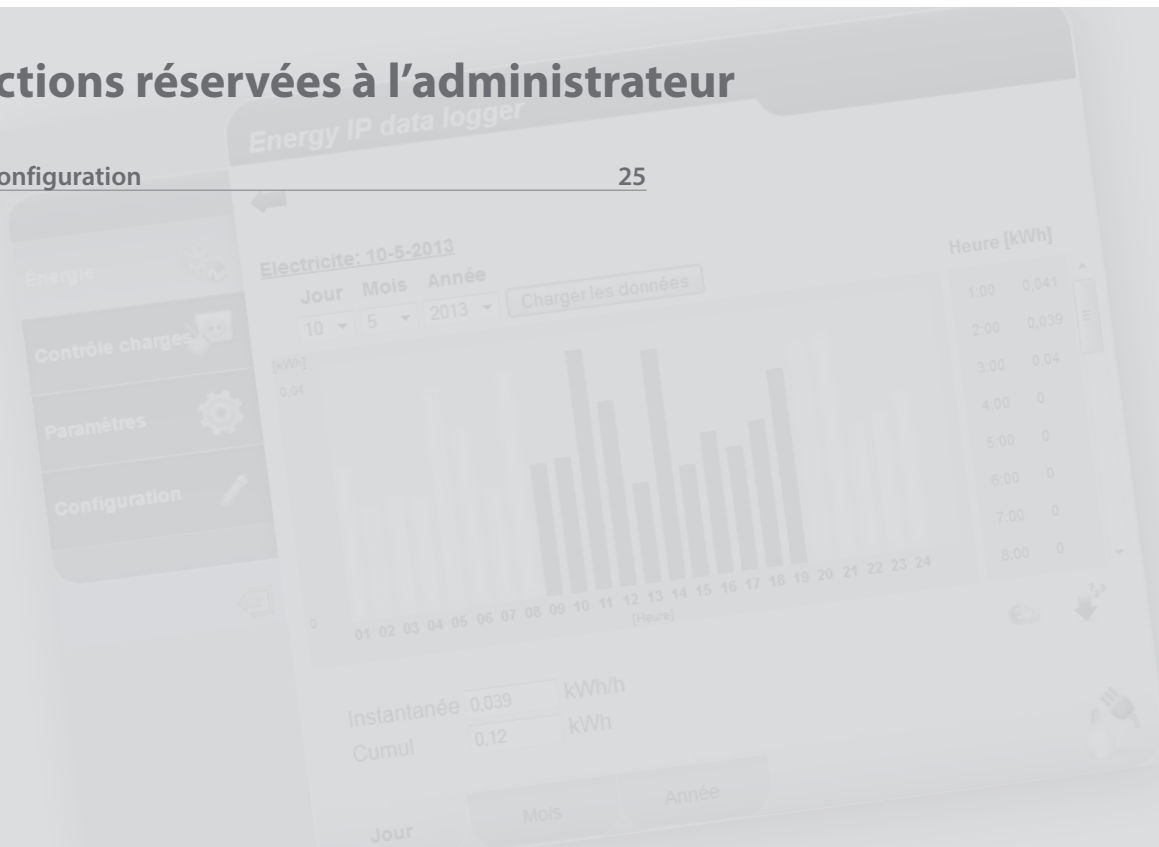 ctions réservées à l'administrateur
Energy IP data logger
onfiguration 25
Énergie
Contrôle charges
Paramètres
Configuration
Electricite: 10-5-2013
Jour Mois Année
10 5 2013 Charger les données
[kWh]
0,04
0
01 02 03 04 05 06 07 08 09 10 11 12 13 14 15 16 17 18 19 20 21 22 23 24
[Heure]
Heure [kWh]
1:00 0,041
2:00 0,039
3:00 0,04
4:00 0
5:00 0
6:00 0
7:00 0
8:00 0
Instantanée 0,039 kWh/h
Cumul 0,12 kWh
Jour Mois Année